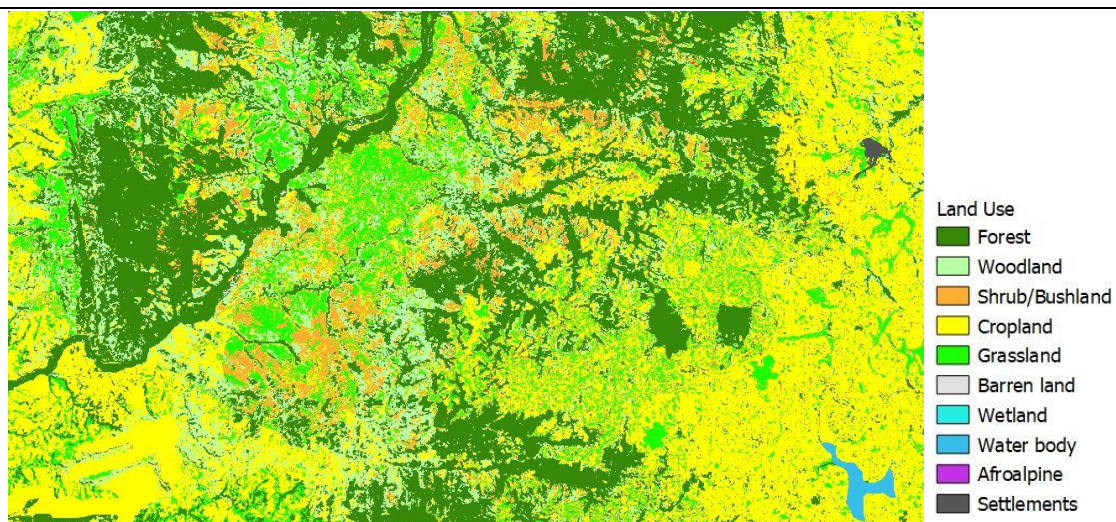 Land Use
Forest
Woodland
Shrub/Bushland
Cropland
Grassland
Barren land
Wetland
Water body
Afroalpine
Settlements